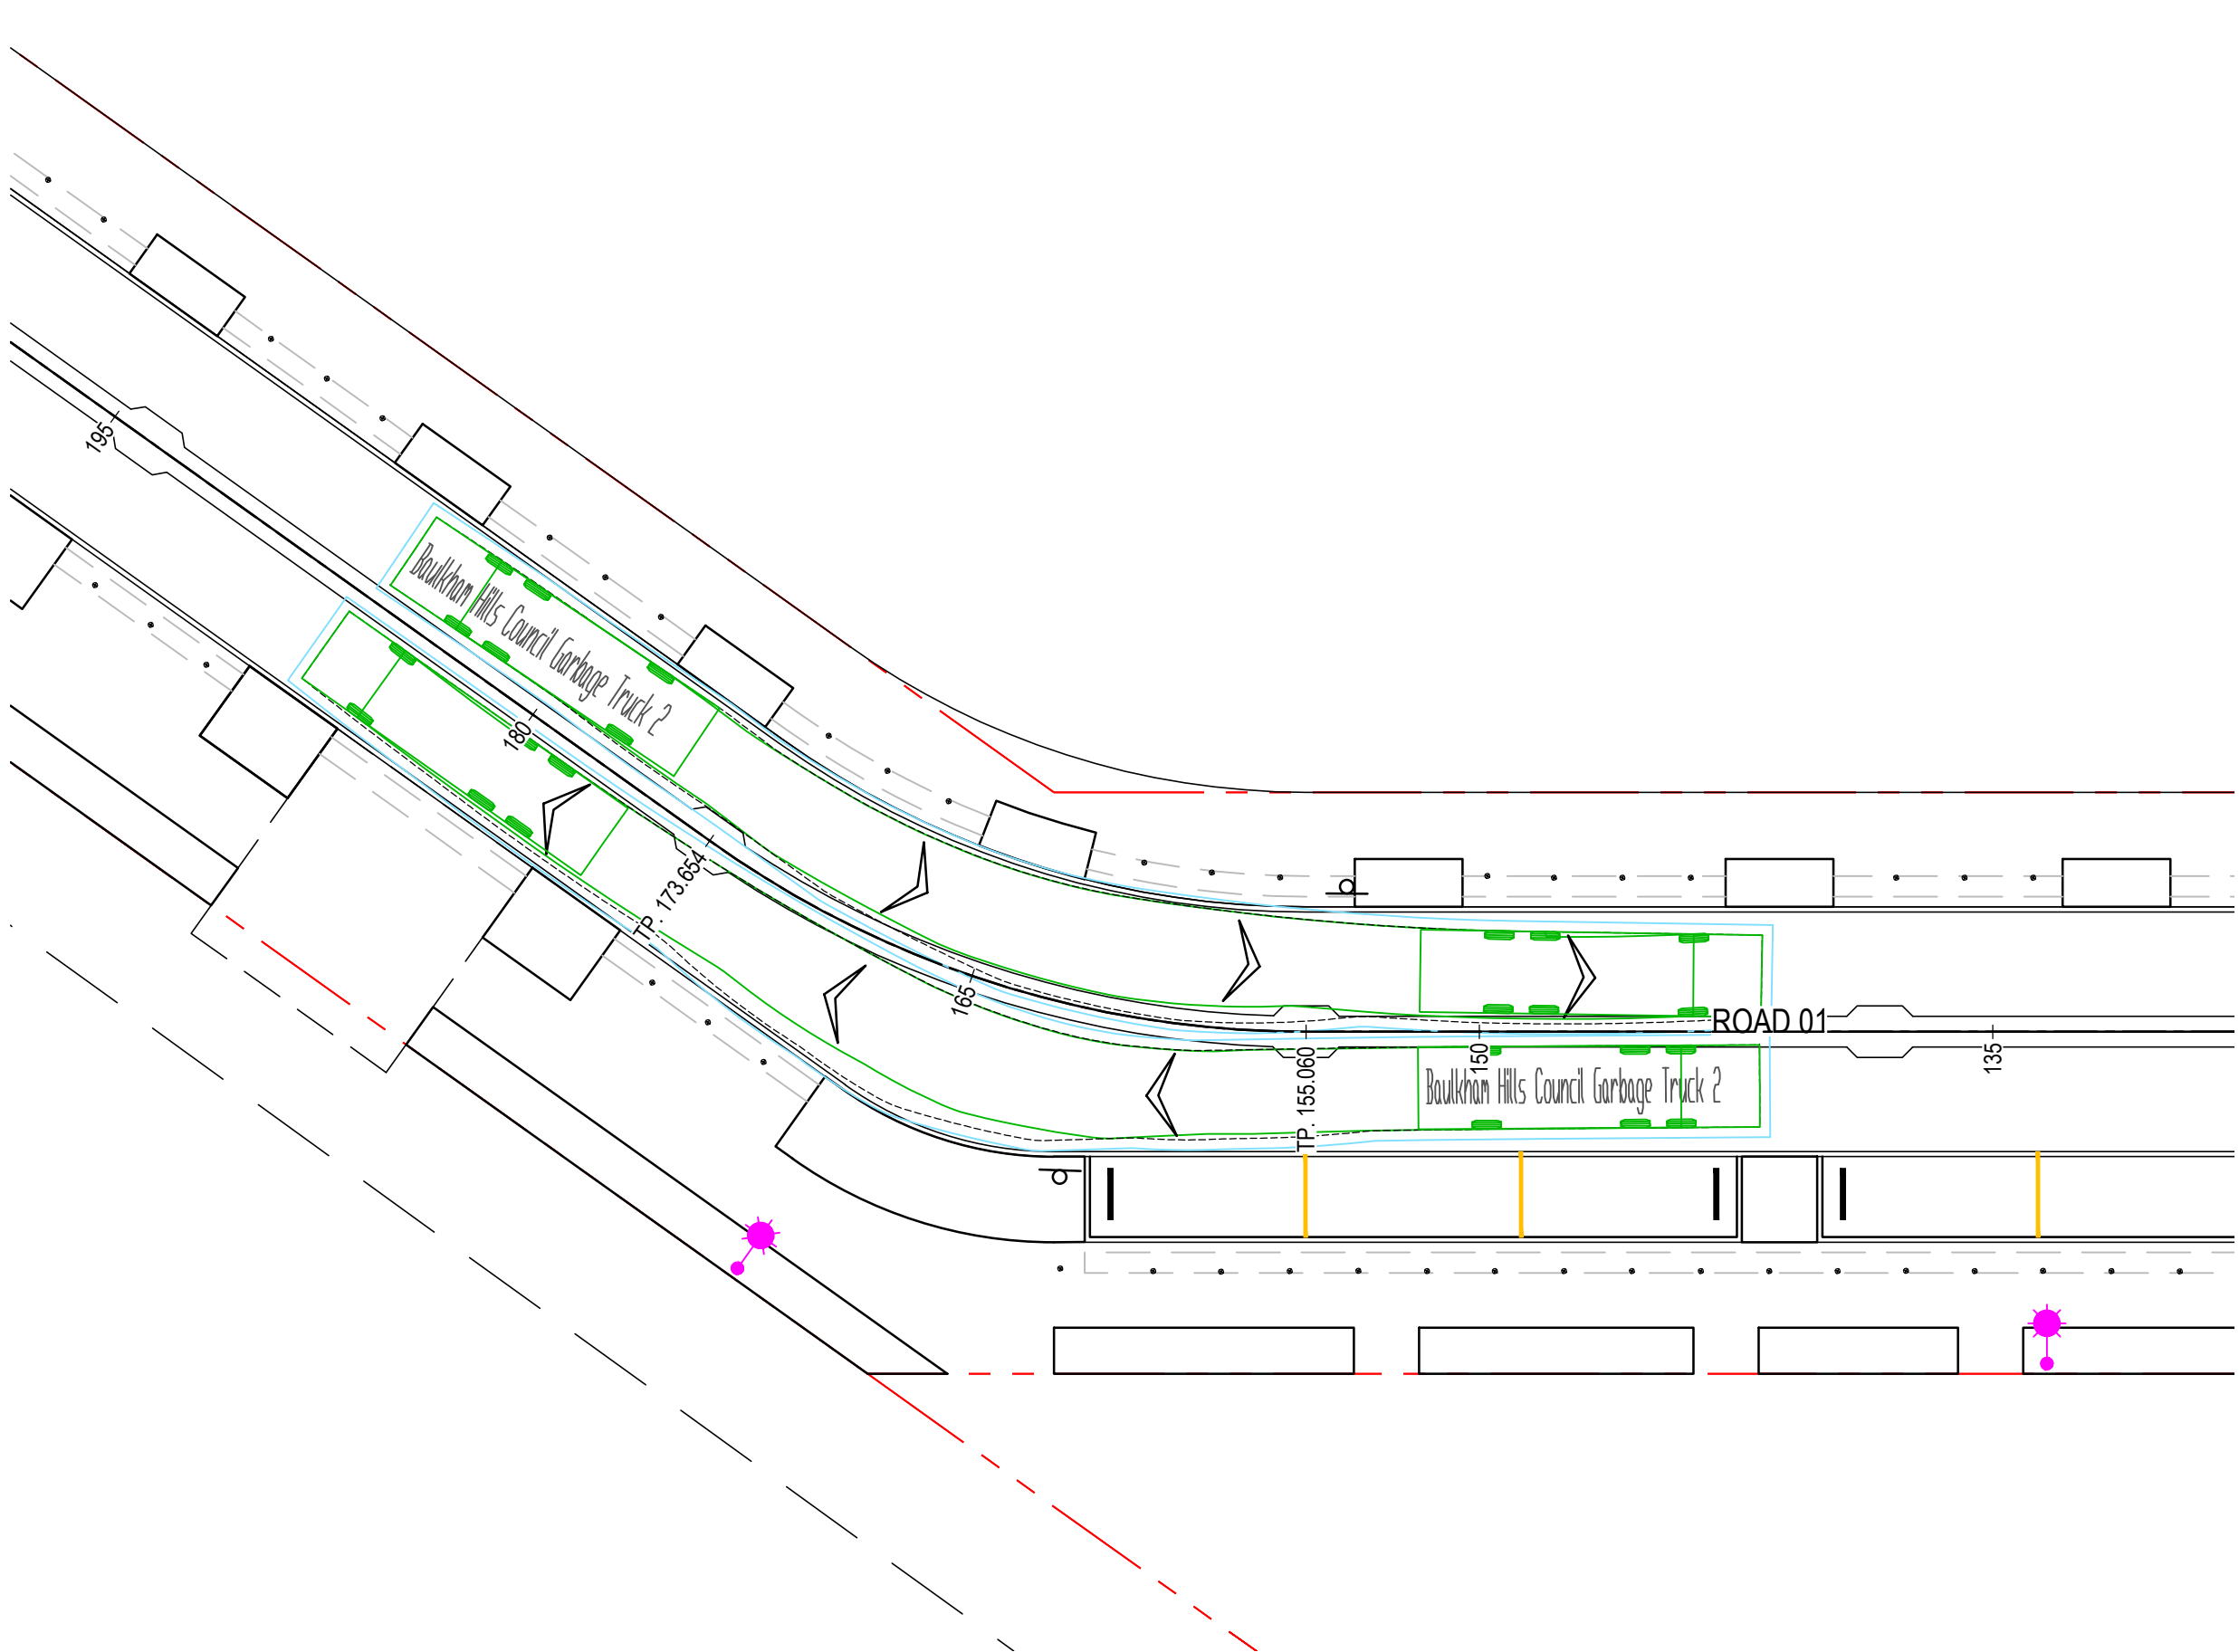 195
Baulkham Hills Council Garbage Truck 2
180
TP. 173.654
165
ROAD 01
TP. 155.060
150
135
Baulkham Hills Council Garbage Truck 2